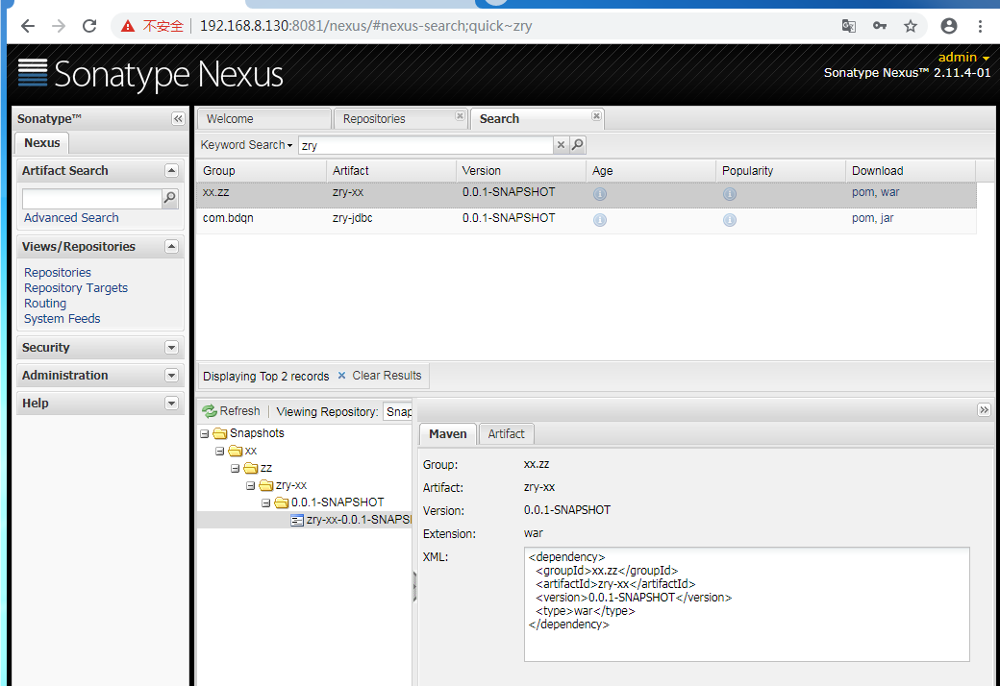 不安全 192.168.8.130:8081/nexus/#nexus-search;quick~zry
admin
Sonatype Nexus
Sonatype Nexus™ 2.11.4-01
Sonatype™
Nexus
Artifact Search
Advanced Search
Views/Repositories
Repositories
Repository Targets
Routing
System Feeds
Security
Administration
Help
Welcome Repositories Search
Keyword Search zry
Group Artifact Version Age Popularity Download
xx.zz zry-xx 0.0.1-SNAPSHOT pom, war
com.bdqn zry-jdbc 0.0.1-SNAPSHOT pom, jar
Displaying Top 2 records Clear Results
Refresh Viewing Repository: Snap
Snapshots
xx
zz
zry-xx
0.0.1-SNAPSHOT
zry-xx-0.0.1-SNAPS
Maven Artifact
Group: xx.zz
Artifact: zry-xx
Version: 0.0.1-SNAPSHOT
Extension: war
XML:
<dependency>
<groupId>xx.zz</groupId>
<artifactId>zry-xx</artifactId>
<version>0.0.1-SNAPSHOT</version>
<type>war</type>
</dependency>